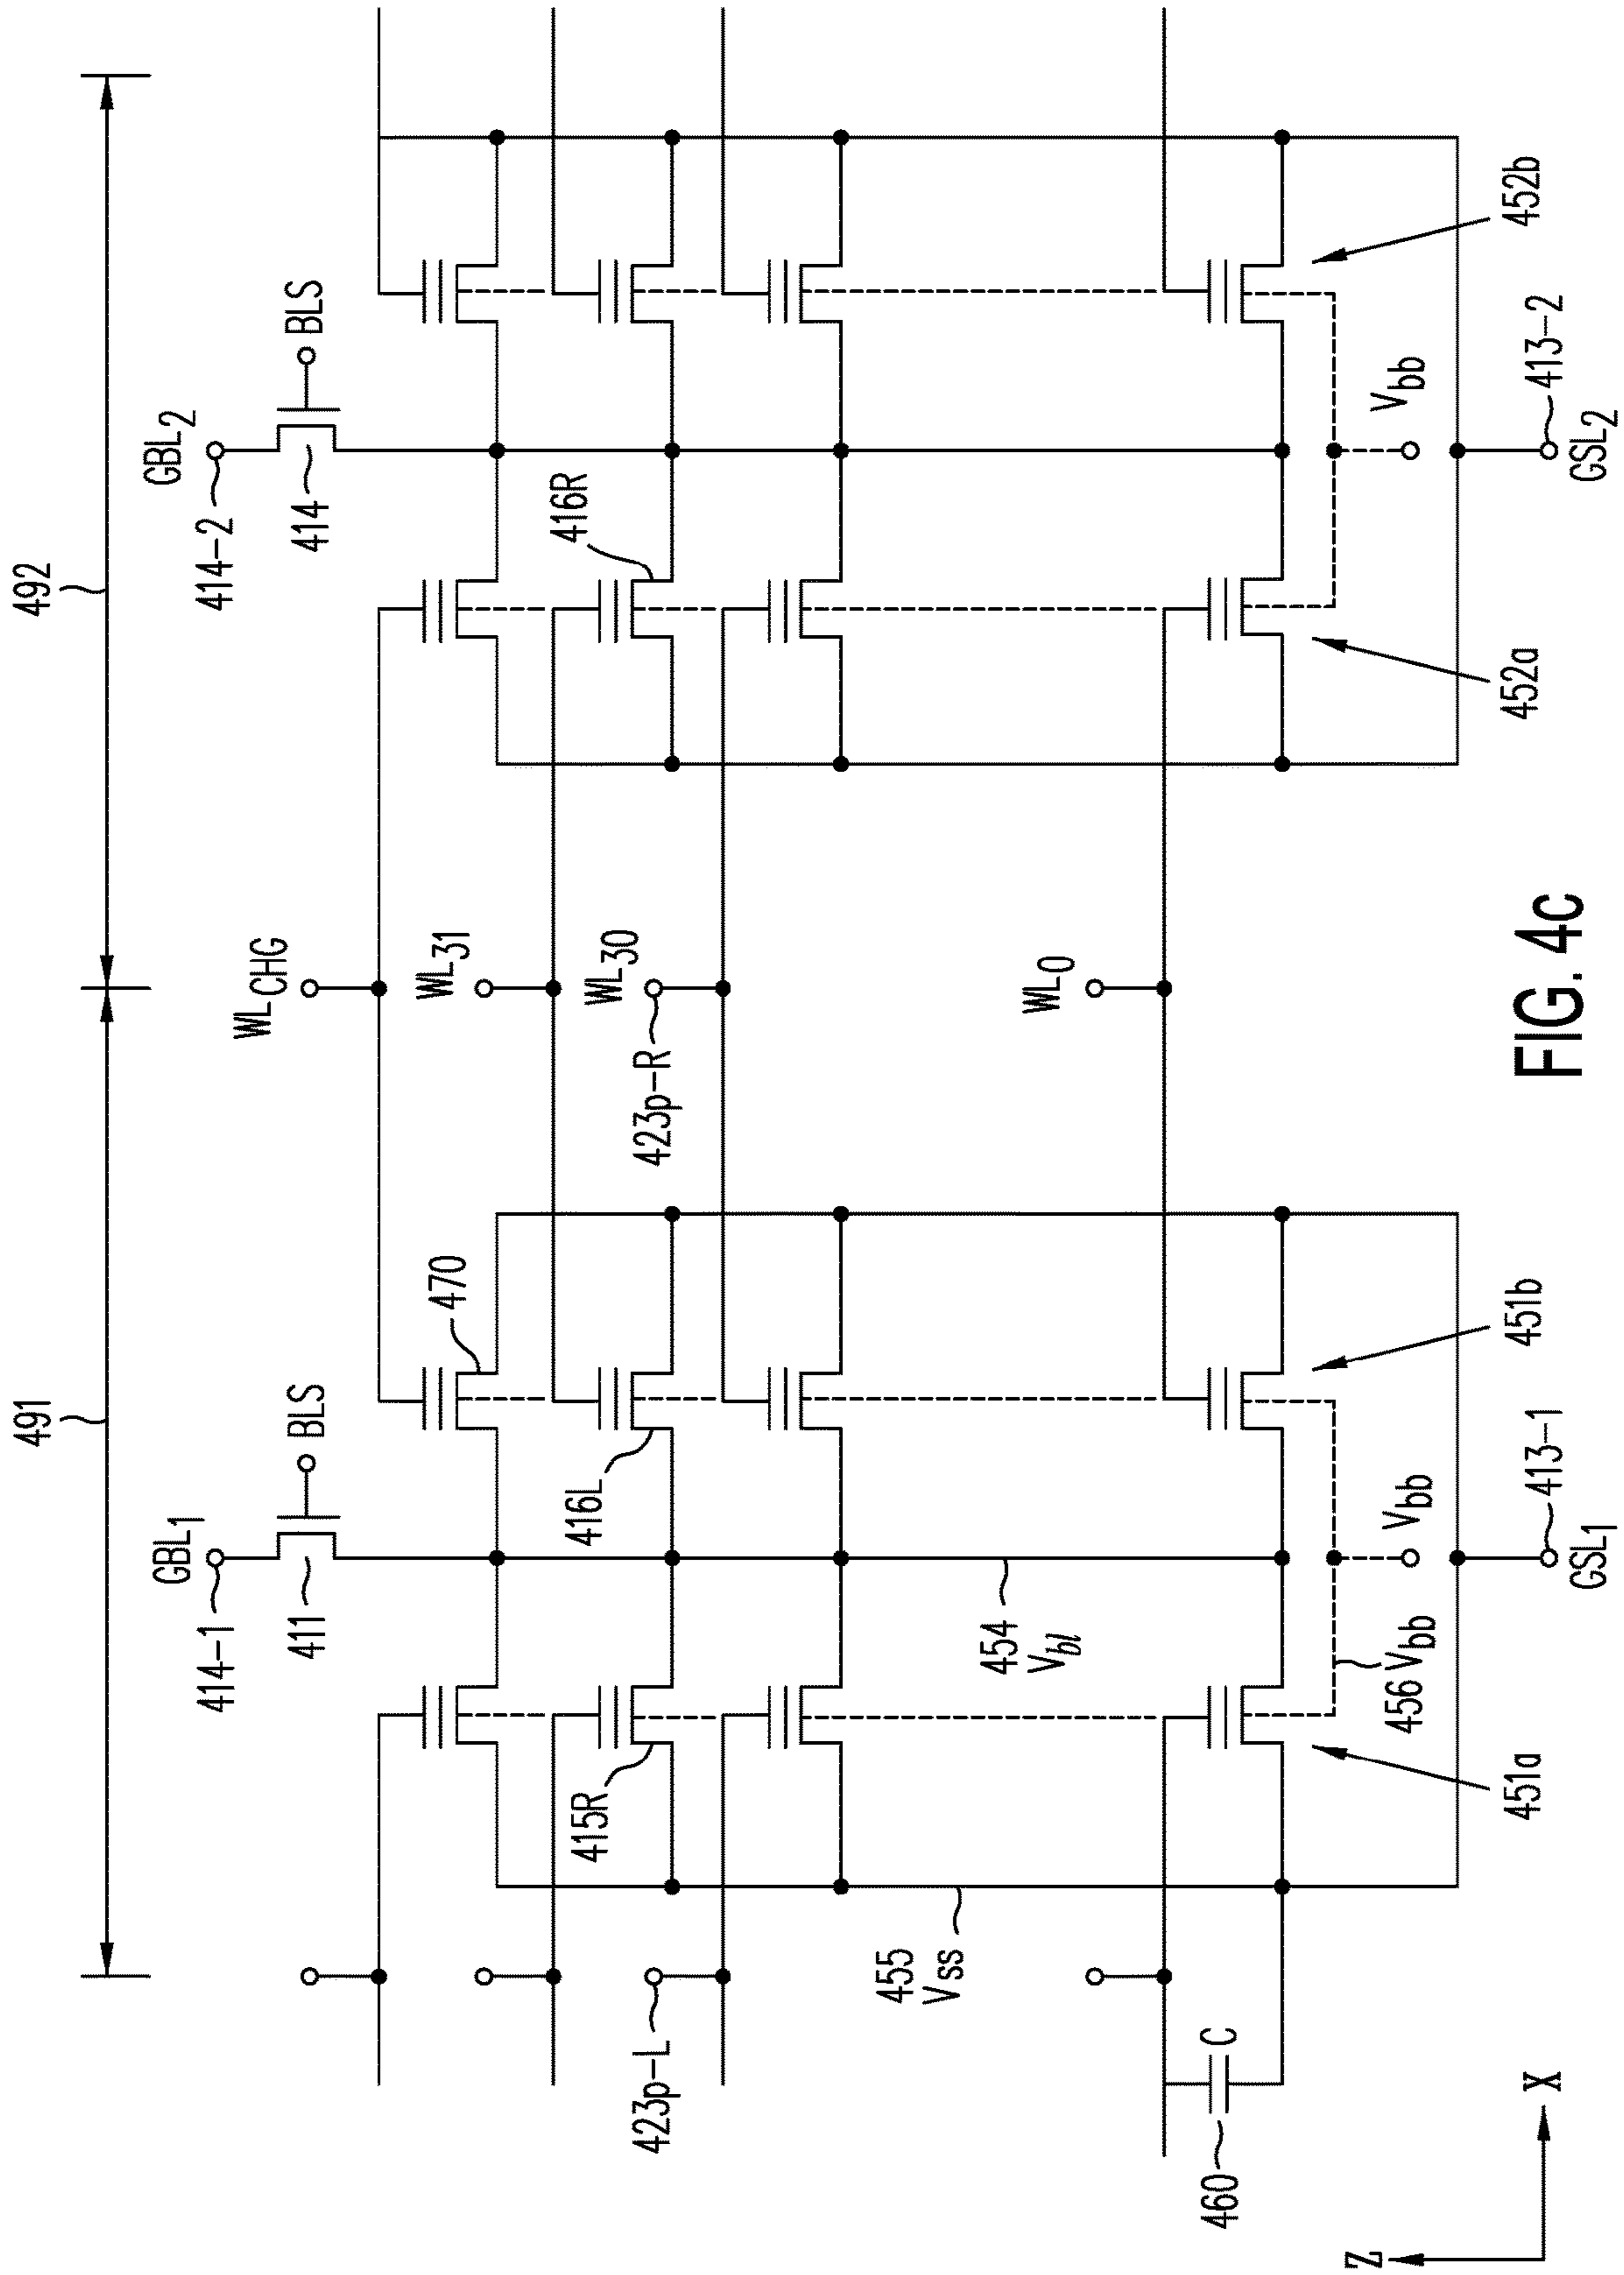 491
492
GBL1
414-1
411
BLS
GBL2
414-2
414
BLS
WLCHG
WL31
WL30
423p-R
WL0
423p-L
470
415R
416L
416R
454
Vbl
455
Vss
460
C
456 Vbb
Vbb
Vbb
451a
451b
452a
452b
413-1
GSL1
413-2
GSL2
Z
X
FIG. 4c